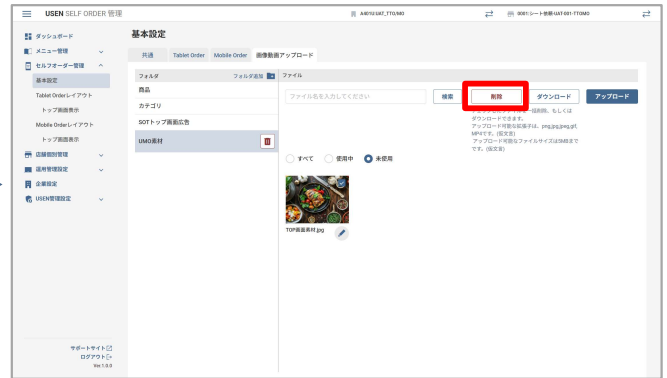 USEN SELF ORDER 管理
A401U:UAT_TTO/MO
0001:シート依頼-UAT-001-TTOMO
ダッシュボード
メニュー管理
セルフオーダー管理
基本設定
Tablet Orderレイアウト
トップ画面表示
Mobile Orderレイアウト
トップ画面表示
店舗個別管理
運用管理設定
企業設定
USEN管理設定
サポートサイト
ログアウト
Ver.1.0.0
基本設定
共通
Tablet Order
Mobile Order
画像動画アップロード
フォルダ
フォルダ追加
商品
カテゴリ
SOTトップ画面広告
UMO素材
ファイル
ファイル名を入力してください
検索
削除
ダウンロード
アップロード
ダウンロードできます。
アップロード可能な拡張子は、png,jpg,jpeg,gif,
MP4です。(仮文言)
アップロード可能なファイルサイズは5MBまで
です。(仮文言)
すべて
使用中
未使用
TOP画面素材.jpg